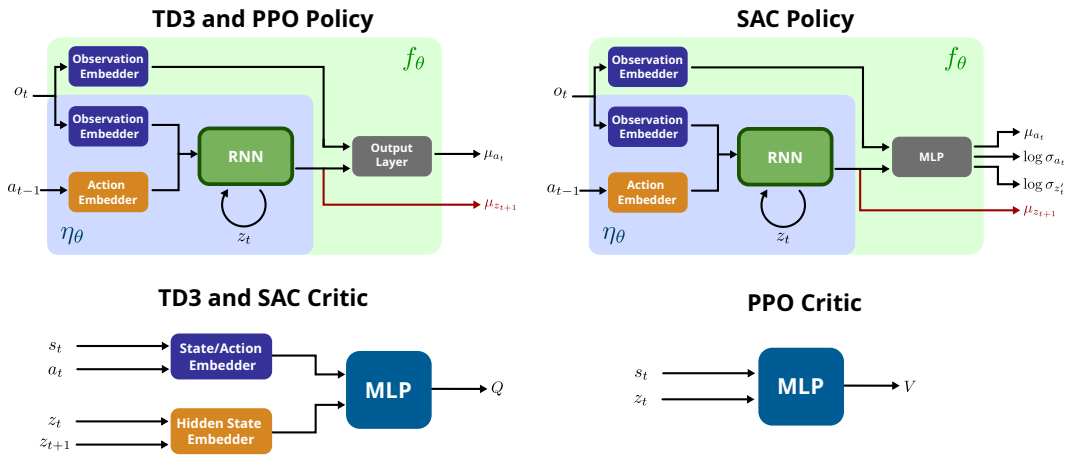 TD3 and PPO Policy
Observation
Embedder
f_θ
o_t
Observation
Embedder
RNN
Output
Layer
μ_{a_t}
a_{t−1}
Action
Embedder
μ_{z_{t+1}}
η_θ
z_t
SAC Policy
Observation
Embedder
f_θ
o_t
Observation
Embedder
RNN
MLP
μ_{a_t}
log σ_{a_t}
log σ_{z'_t}
a_{t−1}
Action
Embedder
μ_{z_{t+1}}
η_θ
z_t
TD3 and SAC Critic
s_t
a_t
State/Action
Embedder
MLP
Q
z_t
z_{t+1}
Hidden State
Embedder
PPO Critic
s_t
z_t
MLP
V